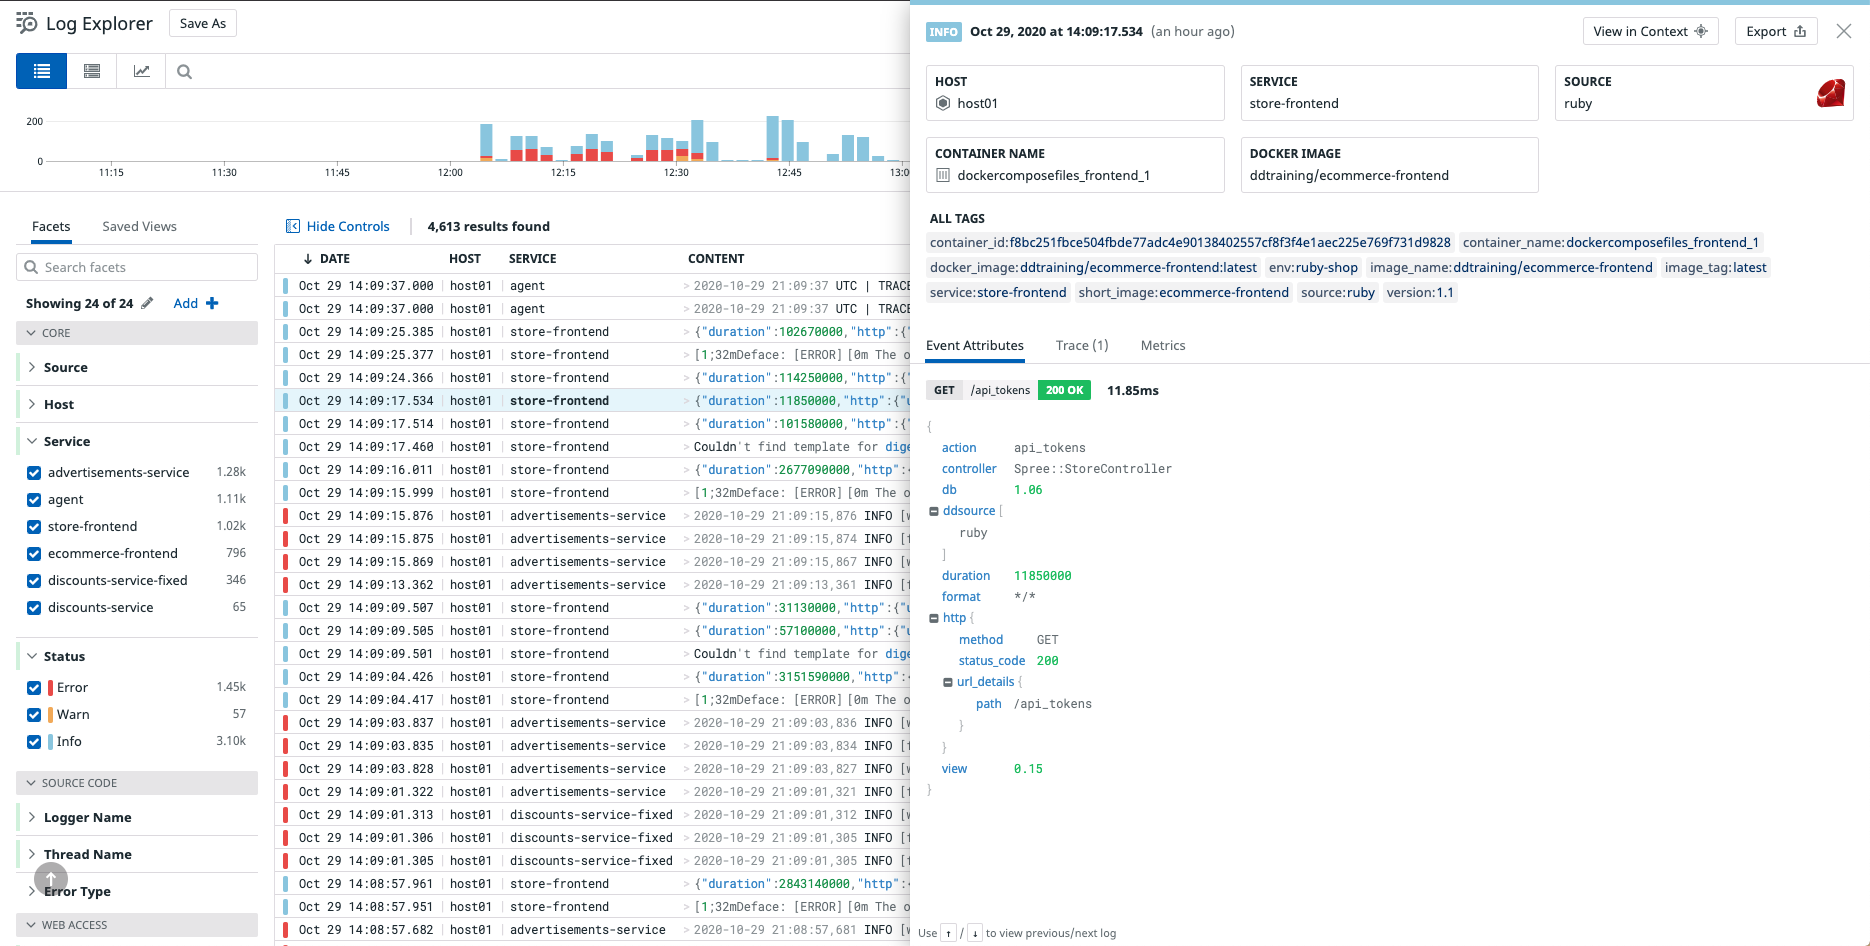 Log Explorer Save As
200
0
11:15 11:30 11:45 12:00 12:15 12:30 12:45 13:0
Facets Saved Views
Search facets
Showing 24 of 24 Add
CORE
Source
Host
Service
advertisements-service 1.28k
agent 1.11k
store-frontend 1.02k
ecommerce-frontend 796
discounts-service-fixed 346
discounts-service 65
Status
Error 1.45k
Warn 57
Info 3.10k
SOURCE CODE
Logger Name
Thread Name
Error Type
WEB ACCESS
Hide Controls 4,613 results found
DATE HOST SERVICE CONTENT
Oct 29 14:09:37.000 host01 agent > 2020-10-29 21:09:37 UTC | TRACE
Oct 29 14:09:37.000 host01 agent > 2020-10-29 21:09:37 UTC | TRACE
Oct 29 14:09:25.385 host01 store-frontend > {"duration":102670000,"http":{"
Oct 29 14:09:25.377 host01 store-frontend > [1;32mDeface: [ERROR] [0m The o
Oct 29 14:09:24.366 host01 store-frontend > {"duration":114250000,"http":{"
Oct 29 14:09:17.534 host01 store-frontend > {"duration":11850000,"http":{"u
Oct 29 14:09:17.514 host01 store-frontend > {"duration":101580000,"http":{"
Oct 29 14:09:17.460 host01 store-frontend > Couldn't find template for dige
Oct 29 14:09:16.011 host01 store-frontend > {"duration":2677090000,"http":
Oct 29 14:09:15.999 host01 store-frontend > [1;32mDeface: [ERROR] [0m The o
Oct 29 14:09:15.876 host01 advertisements-service > 2020-10-29 21:09:15,876 INFO [w
Oct 29 14:09:15.875 host01 advertisements-service > 2020-10-29 21:09:15,874 INFO [f
Oct 29 14:09:15.869 host01 advertisements-service > 2020-10-29 21:09:15,867 INFO [w
Oct 29 14:09:13.362 host01 advertisements-service > 2020-10-29 21:09:13,361 INFO [f
Oct 29 14:09:09.507 host01 store-frontend > {"duration":31130000,"http":{"u
Oct 29 14:09:09.505 host01 store-frontend > {"duration":57100000,"http":{"u
Oct 29 14:09:09.501 host01 store-frontend > Couldn't find template for dige
Oct 29 14:09:04.426 host01 store-frontend > {"duration":3151590000,"http":
Oct 29 14:09:04.417 host01 store-frontend > [1;32mDeface: [ERROR] [0m The o
Oct 29 14:09:03.837 host01 advertisements-service > 2020-10-29 21:09:03,836 INFO [w
Oct 29 14:09:03.835 host01 advertisements-service > 2020-10-29 21:09:03,834 INFO [f
Oct 29 14:09:03.828 host01 advertisements-service > 2020-10-29 21:09:03,827 INFO [w
Oct 29 14:09:01.322 host01 advertisements-service > 2020-10-29 21:09:01,321 INFO [f
Oct 29 14:09:01.313 host01 discounts-service-fixed > 2020-10-29 21:09:01,312 INFO [w
Oct 29 14:09:01.306 host01 discounts-service-fixed > 2020-10-29 21:09:01,305 INFO [f
Oct 29 14:09:01.305 host01 discounts-service-fixed > 2020-10-29 21:09:01,305 INFO [f
Oct 29 14:08:57.961 host01 store-frontend > {"duration":2843140000,"http":
Oct 29 14:08:57.951 host01 store-frontend > [1;32mDeface: [ERROR] [0m The o
Oct 29 14:08:57.682 host01 advertisements-service > 2020-10-29 21:08:57,681 INFO [w
INFO Oct 29, 2020 at 14:09:17.534 (an hour ago) View in Context Export
HOST
host01
SERVICE
store-frontend
SOURCE
ruby
CONTAINER NAME
dockercomposefiles_frontend_1
DOCKER IMAGE
ddtraining/ecommerce-frontend
ALL TAGS
container_id:f8bc251fbce504fbde77adc4e90138402557cf8f3f4e1aec225e769f731d9828 container_name:dockercomposefiles_frontend_1
docker_image:ddtraining/ecommerce-frontend:latest env:ruby-shop image_name:ddtraining/ecommerce-frontend image_tag:latest
service:store-frontend short_image:ecommerce-frontend source:ruby version:1.1
Event Attributes Trace (1) Metrics
GET /api_tokens 200 OK 11.85ms
{
action api_tokens
controller Spree::StoreController
db 1.06
ddsource [
ruby
]
duration 11850000
format */*
http {
method GET
status_code 200
url_details {
path /api_tokens
}
}
view 0.15
}
Use ↑ / ↓ to view previous/next log